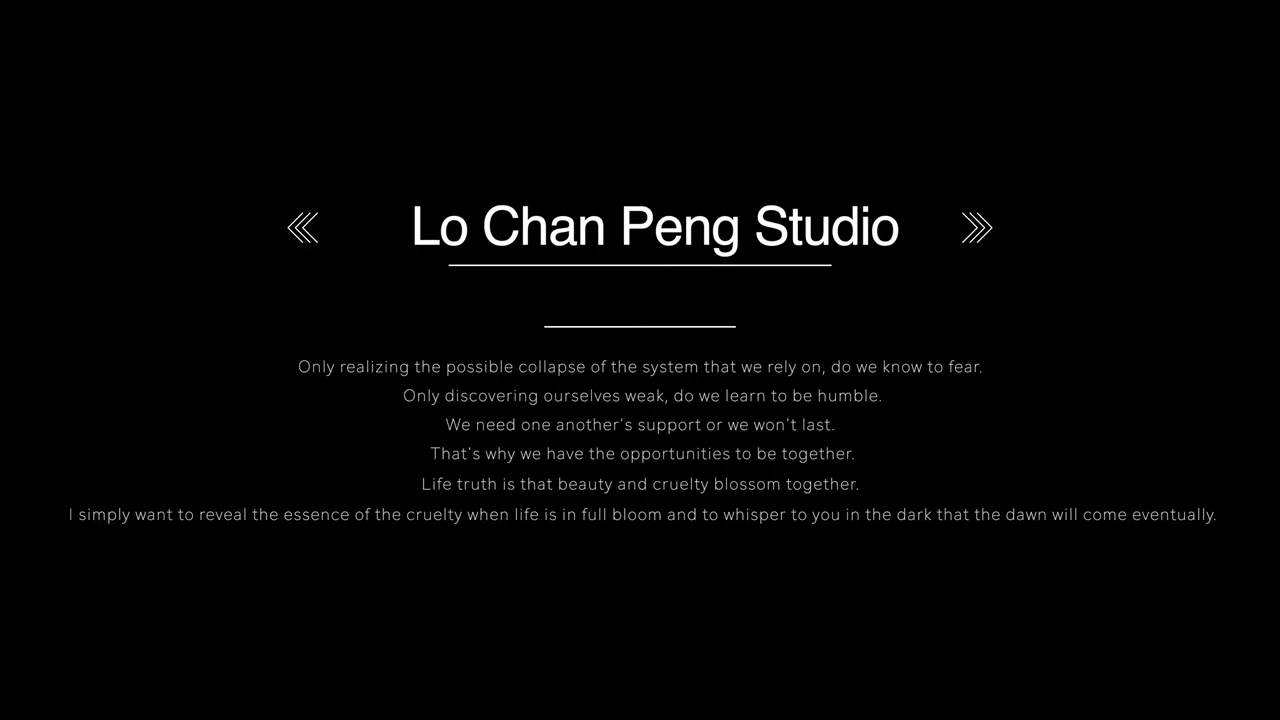 Lo Chan Peng Studio
Only realizing the possible collapse of the system that we rely on, do we know to fear.
Only discovering ourselves weak, do we learn to be humble.
We need one another's support or we won't last.
That's why we have the opportunities to be together.
Life truth is that beauty and cruelty blossom together.
I simply want to reveal the essence of the cruelty when life is in full bloom and to whisper to you in the dark that the dawn will come eventually.